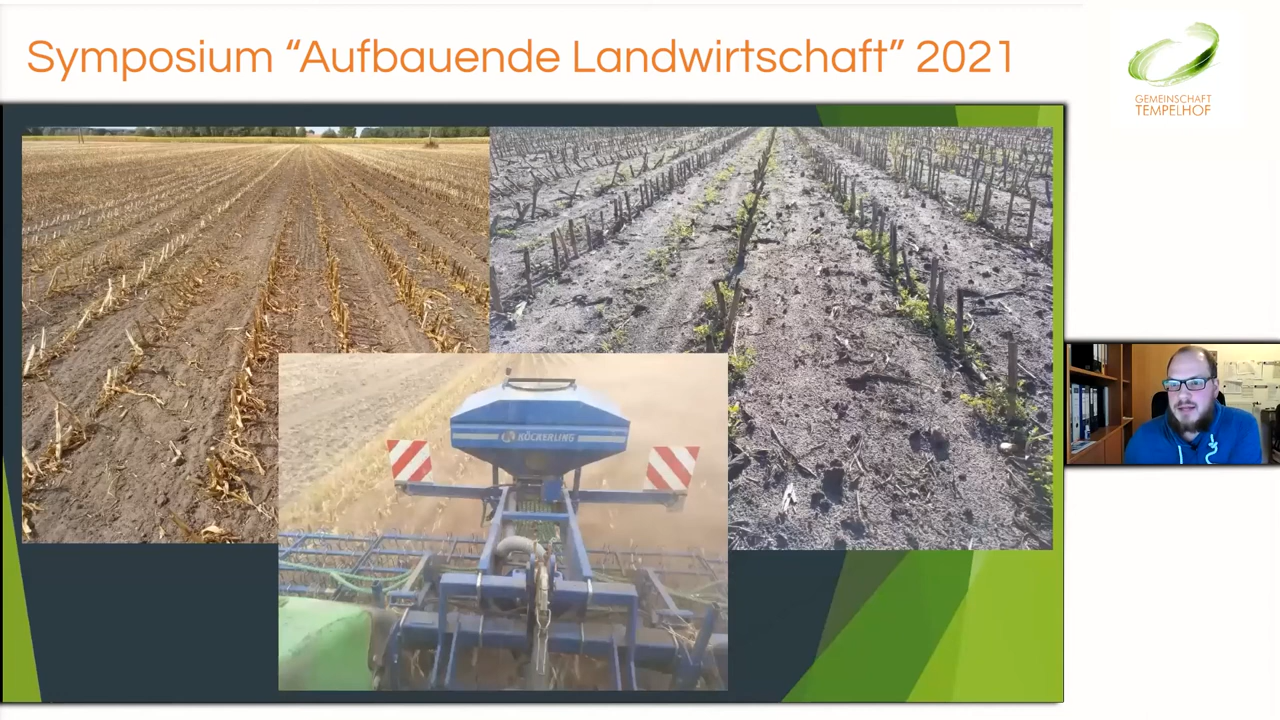 Symposium “Aufbauende Landwirtschaft” 2021
GEMEINSCHAFT
TEMPELHOF
KÖCKERLING